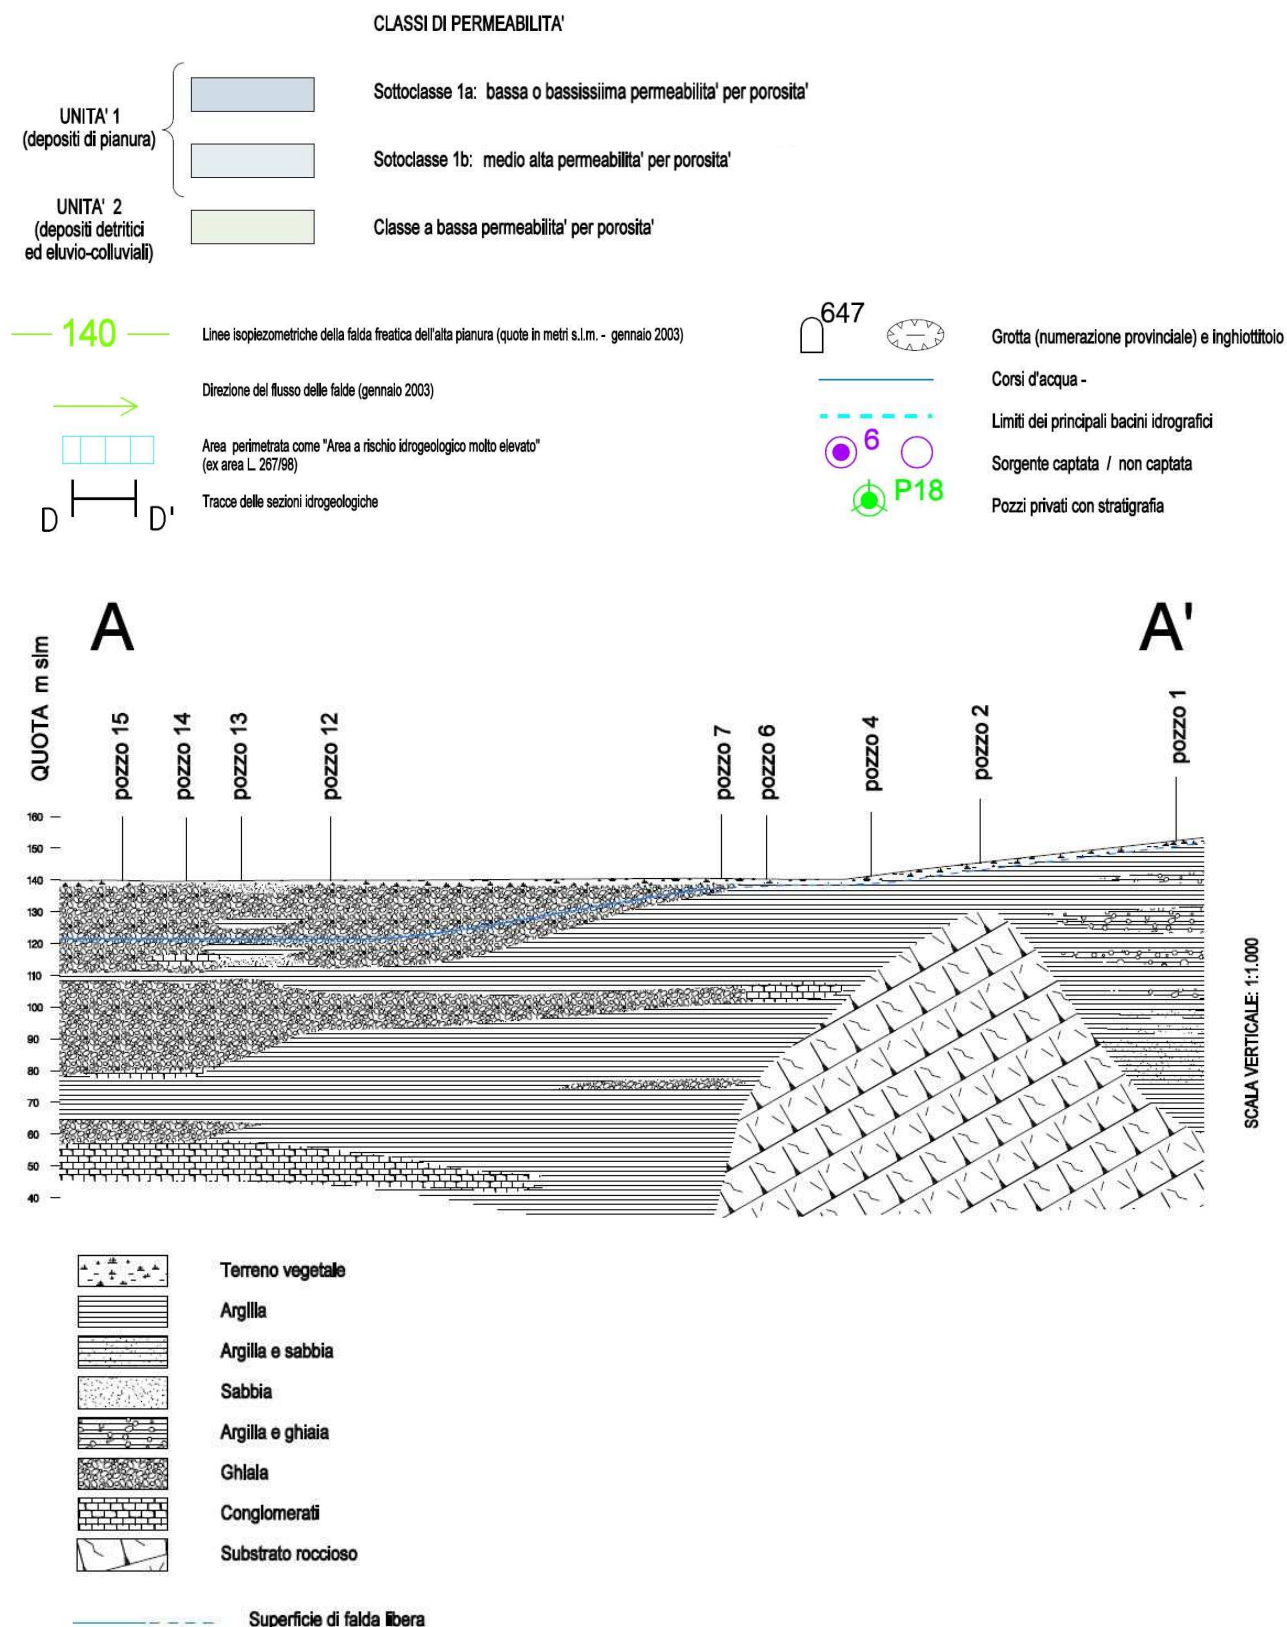 CLASSI DI PERMEABILITA'
UNITA' 1
(depositi di pianura)
Sottoclasse 1a: bassa o bassissiima permeabilita' per porosita'
Sotoclasse 1b: medio alta permeabilita' per porosita'
UNITA' 2
(depositi detritici
ed eluvio-colluviali)
Classe a bassa permeabilita' per porosita'
140
Linee isopiezometriche della falda freatica dell'alta pianura (quote in metri s.l.m. - gennaio 2003)
Direzione del flusso delle falde (gennaio 2003)
Area perimetrata come "Area a rischio idrogeologico molto elevato"
(ex area L. 267/98)
D D'
Tracce delle sezioni idrogeologiche
647
Grotta (numerazione provinciale) e inghiottitoio
Corsi d'acqua -
Limiti dei principali bacini idrografici
6
Sorgente captata / non captata
P18
Pozzi privati con stratigrafia
A
A'
QUOTA m slm
pozzo 15
pozzo 14
pozzo 13
pozzo 12
pozzo 7
pozzo 6
pozzo 4
pozzo 2
pozzo 1
160
150
140
130
120
110
100
90
80
70
60
50
40
SCALA VERTICALE: 1:1.000
Terreno vegetale
Argilla
Argilla e sabbia
Sabbia
Argilla e ghiaia
Ghiaia
Conglomerati
Substrato roccioso
Superficie di falda libera